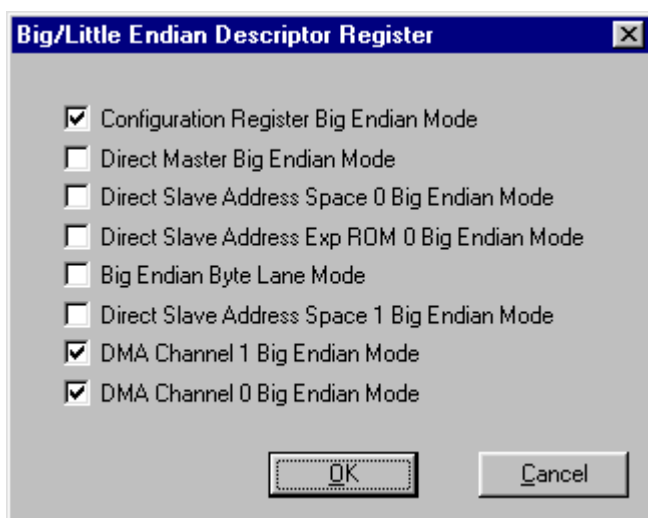 Big/Little Endian Descriptor Register
Configuration Register Big Endian Mode
Direct Master Big Endian Mode
Direct Slave Address Space 0 Big Endian Mode
Direct Slave Address Exp ROM 0 Big Endian Mode
Big Endian Byte Lane Mode
Direct Slave Address Space 1 Big Endian Mode
DMA Channel 1 Big Endian Mode
DMA Channel 0 Big Endian Mode
OK Cancel